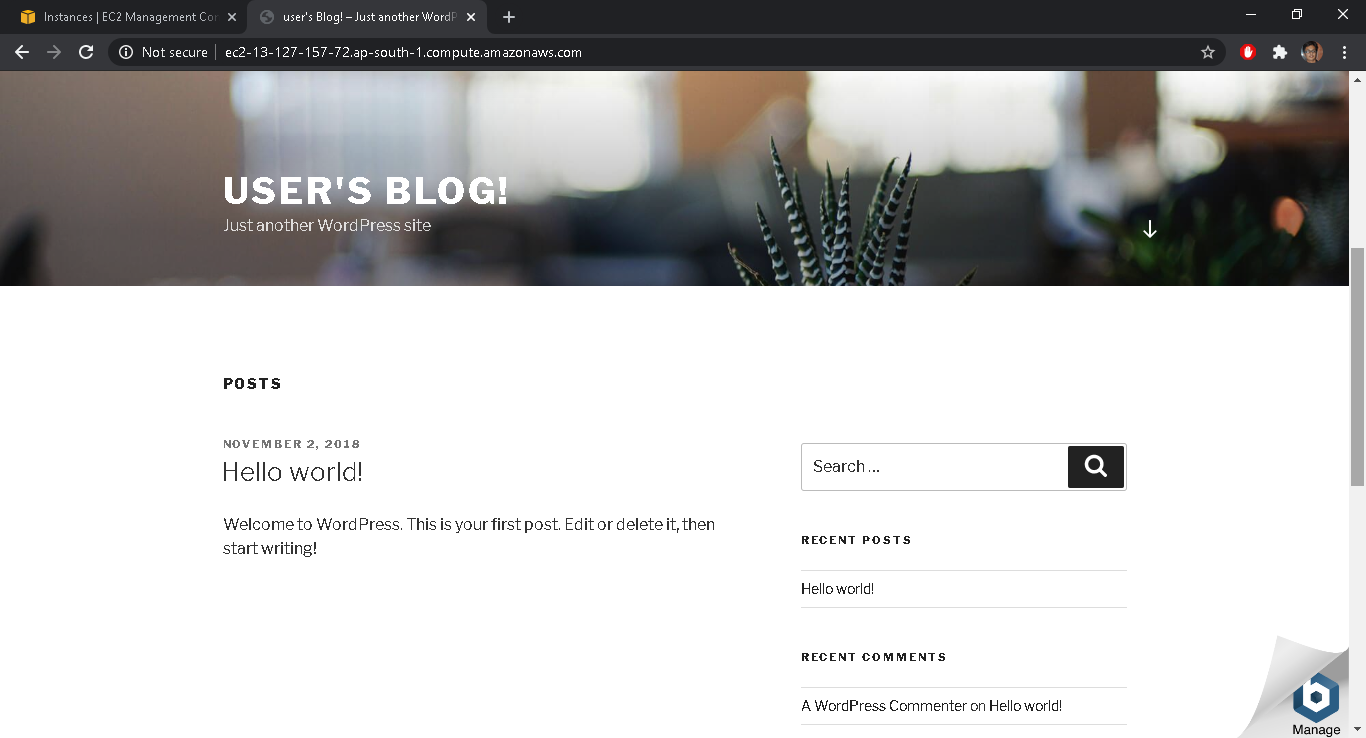 Instances | EC2 Management Con
user's Blog! – Just another WordP
Not secure
ec2-13-127-157-72.ap-south-1.compute.amazonaws.com
USER'S BLOG!
Just another WordPress site
POSTS
NOVEMBER 2, 2018
Hello world!
Welcome to WordPress. This is your first post. Edit or delete it, then
start writing!
Search …
RECENT POSTS
Hello world!
RECENT COMMENTS
A WordPress Commenter on Hello world!
Manage